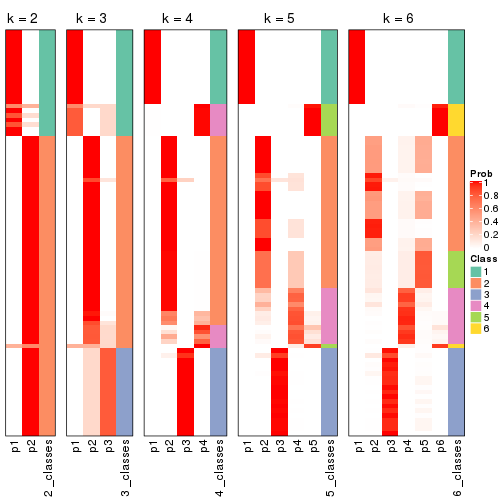 k = 2
k = 3
k = 4
k = 5
k = 6
p1
p2
2_classes
p1
p2
p3
3_classes
p1
p2
p3
p4
4_classes
p1
p2
p3
p4
p5
5_classes
p1
p2
p3
p4
p5
p6
6_classes
Prob
1
0.8
0.6
0.4
0.2
0
Class
1
2
3
4
5
6